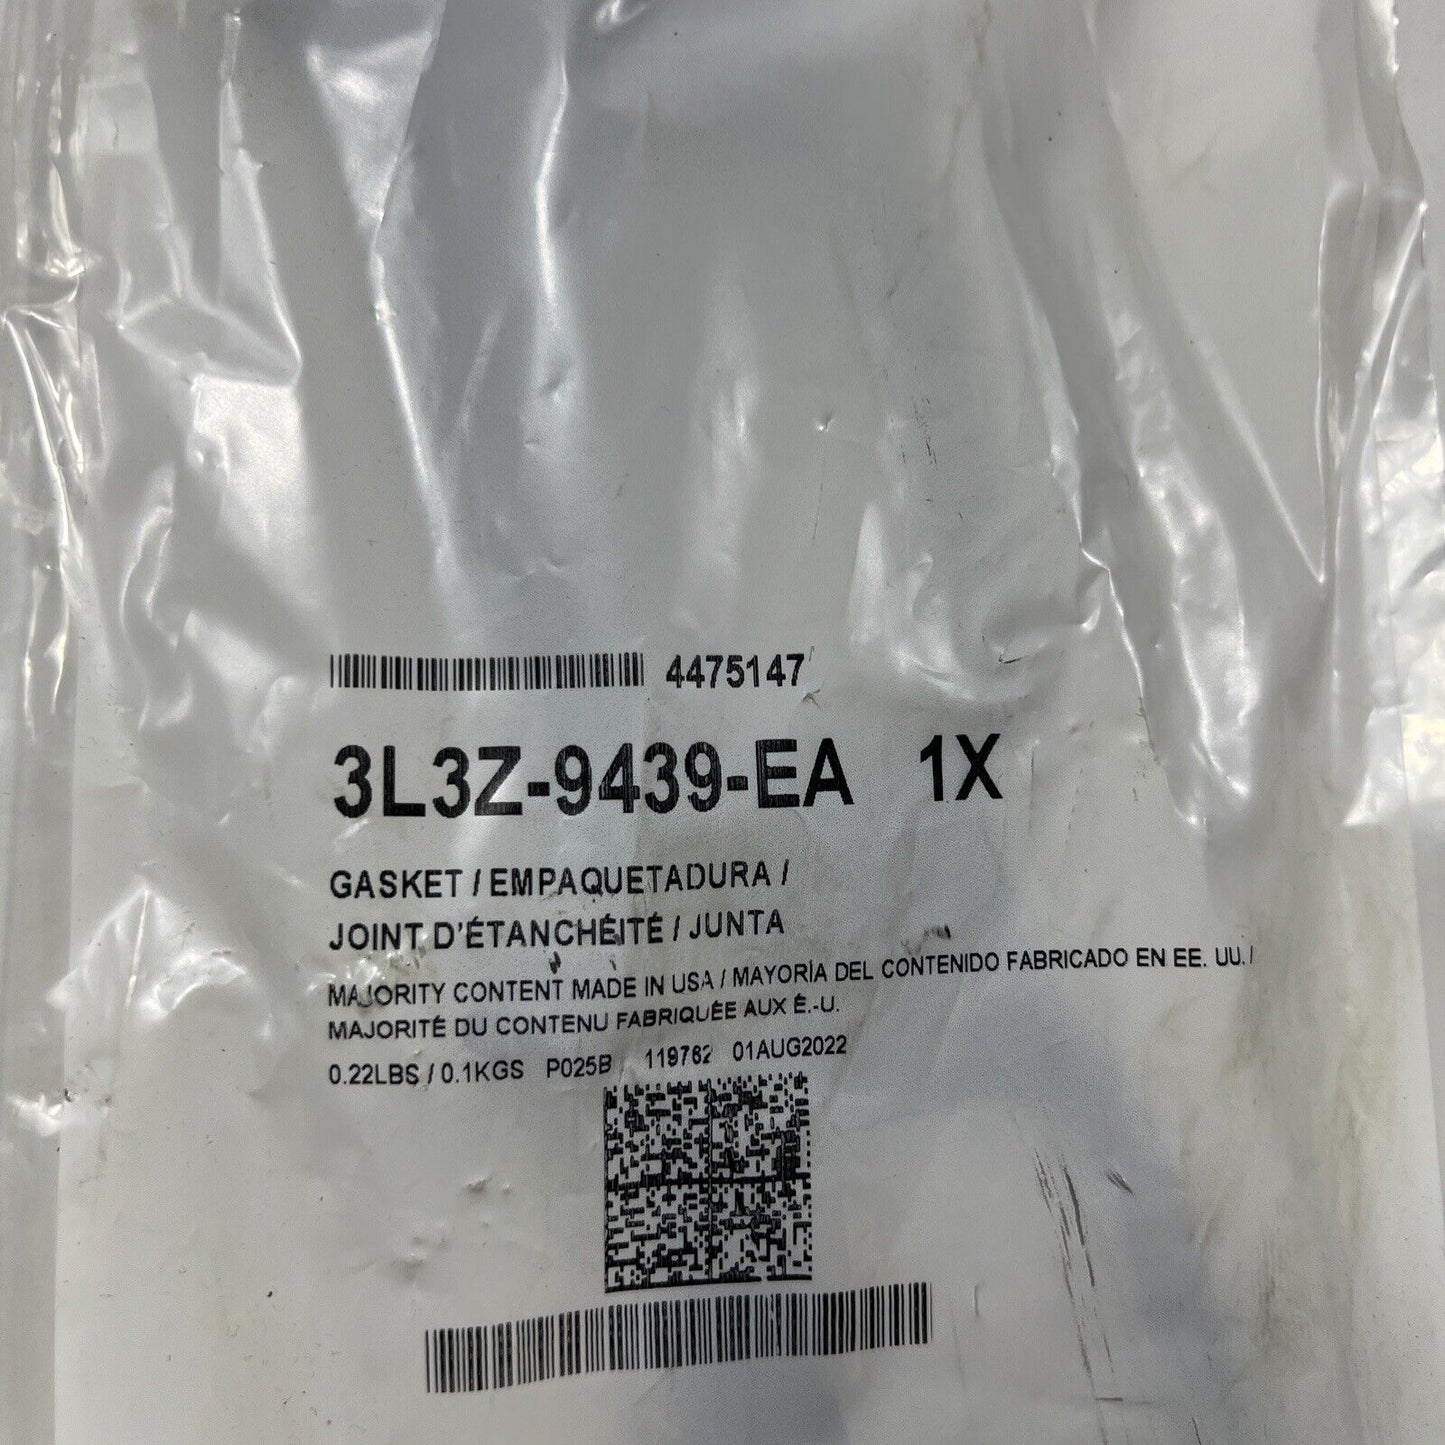 4475147
3L3Z-9439-EA 1X
GASKET / EMPAQUETADURA /
JOINT D'ÉTANCHÉITÉ / JUNTA
MAJORITY CONTENT MADE IN USA / MAYORÍA DEL CONTENIDO FABRICADO EN EE. UU. /
MAJORITÉ DU CONTENU FABRIQUÉE AUX É.-U.
0.22LBS / 0.1KGS P025B 119762 01AUG2022